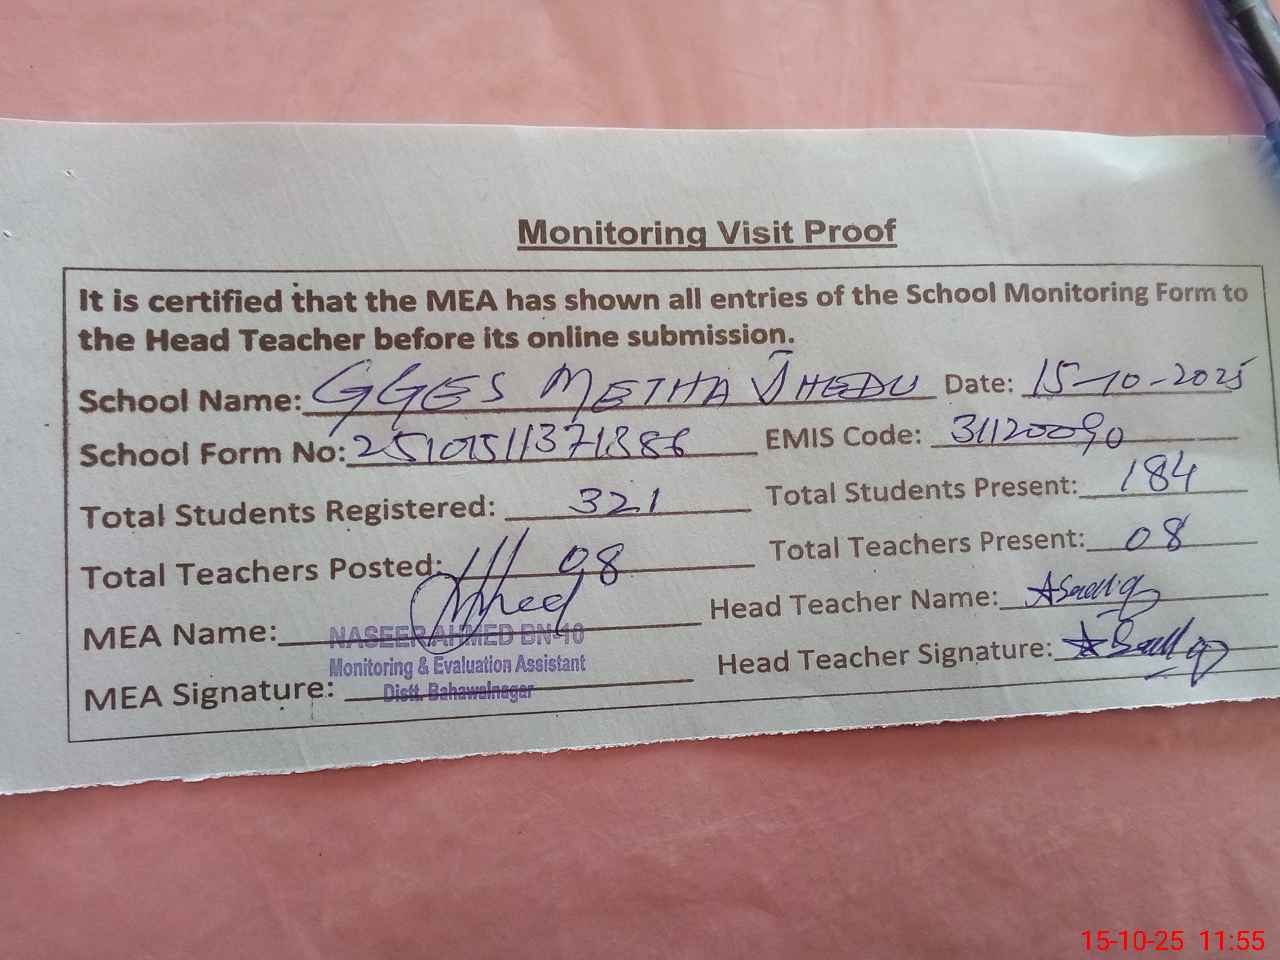 Monitoring Visit Proof
It is certified that the MEA has shown all entries of the School Monitoring Form to
the Head Teacher before its online submission.
School Name: GGES METHA JHEDU Date: 15-10-2025
School Form No: EMIS Code: 31120090
Total Students Registered: 321 Total Students Present: 184
Total Teachers Posted: 08 Total Teachers Present: 08
MEA Name: Head Teacher Name:
NASEER AHMED BN-10
Monitoring & Evaluation Assistant
MEA Signature: Head Teacher Signature:
Distt. Bahawalnagar
15-10-25 11:55